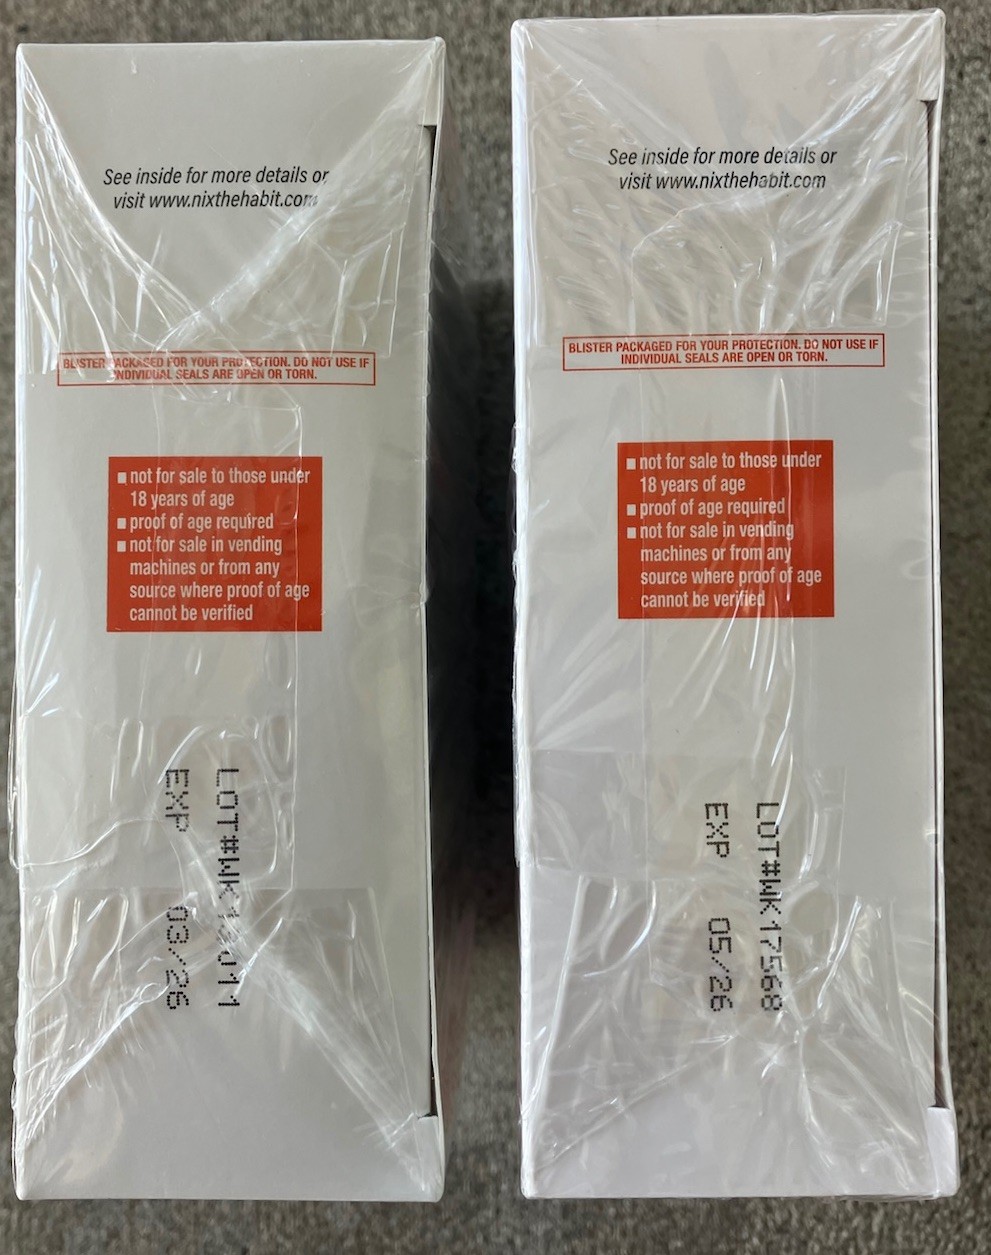 See inside for more details or
visit www.nixthehabit.com
BLISTER PACKAGED FOR YOUR PROTECTION. DO NOT USE IF
INDIVIDUAL SEALS ARE OPEN OR TORN.
■ not for sale to those under
18 years of age
■ proof of age required
■ not for sale in vending
machines or from any
source where proof of age
cannot be verified
EXP 03/26
See inside for more details or
visit www.nixthehabit.com
BLISTER PACKAGED FOR YOUR PROTECTION. DO NOT USE IF
INDIVIDUAL SEALS ARE OPEN OR TORN.
■ not for sale to those under
18 years of age
■ proof of age required
■ not for sale in vending
machines or from any
source where proof of age
cannot be verified
LOT#WK17568
EXP 05/26